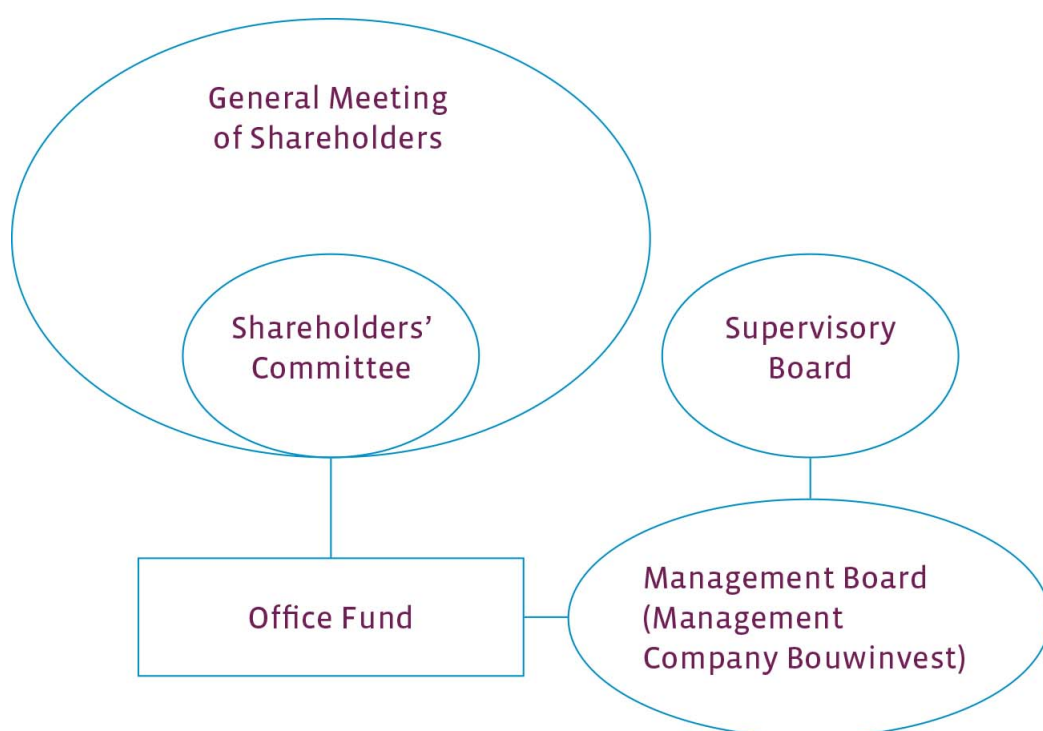 General Meeting
of Shareholders
Shareholders’
Committee
Supervisory
Board
Office Fund
Management Board
(Management
Company Bouwinvest)